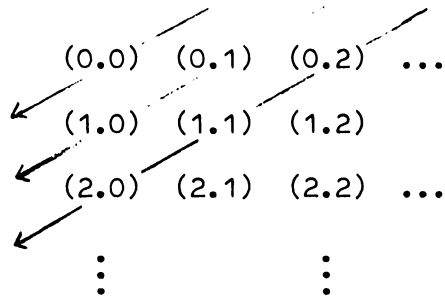 (0.0) (0.1) (0.2) ...
(1.0) (1.1) (1.2)
(2.0) (2.1) (2.2) ...
⋮ ⋮